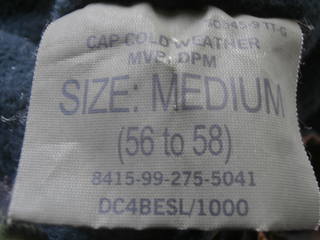 CAP COLD WEATHER
MVP DPM
SIZE: MEDIUM
(56 to 58)
8415-99-275-5041
DC4BESL/1000